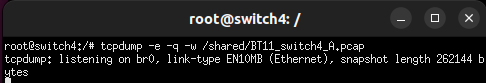 root@switch4: /
root@switch4:/# tcpdump -e -q -w /shared/BT11_switch4_A.pcap
tcpdump: listening on br0, link-type EN10MB (Ethernet), snapshot length 262144 b
ytes